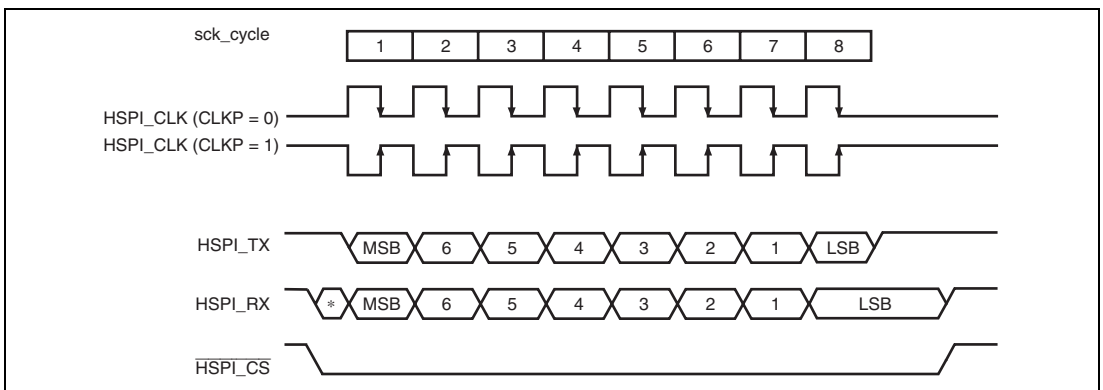 sck_cycle 1 2 3 4 5 6 7 8
HSPI_CLK (CLKP = 0)
HSPI_CLK (CLKP = 1)
HSPI_TX MSB 6 5 4 3 2 1 LSB
HSPI_RX * MSB 6 5 4 3 2 1 LSB
HSPI_CS